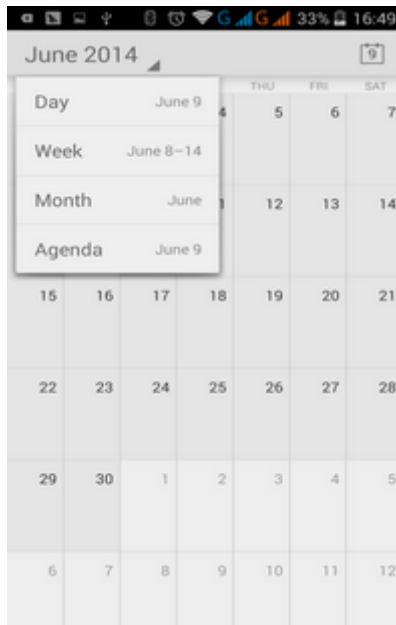 G G 33% 16:49
June 2014 9
THU FRI SAT
Day June 9
4 5 6 7
Week June 8–14
Month June
1 12 13 14
Agenda June 9
15 16 17 18 19 20 21
22 23 24 25 26 27 28
29 30 1 2 3 4 5
6 7 8 9 10 11 12